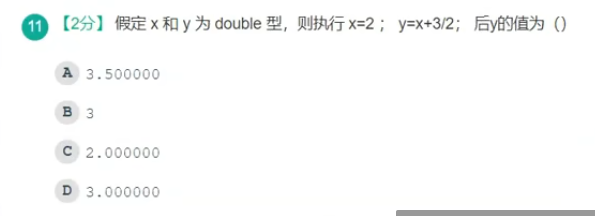 11 【2分】 假定 x 和 y 为 double 型，则执行 x=2 ； y=x+3/2； 后y的值为（）
A 3.500000
B 3
C 2.000000
D 3.000000